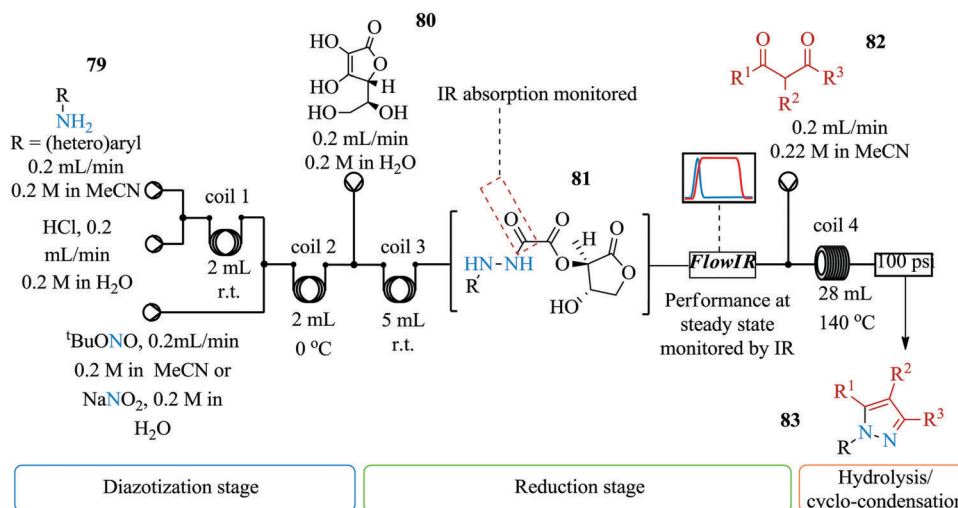 79
R
NH2
R = (hetero)aryl
0.2 mL/min
0.2 M in MeCN
HCl, 0.2
mL/min
0.2 M in H2O
tBuONO, 0.2mL/min
0.2 M in MeCN or
NaNO2, 0.2 M in
H2O
coil 1
2 mL
r.t.
coil 2
2 mL
0 oC
80
HO
O
O
HO
H
HO
OH
0.2 mL/min
0.2 M in H2O
coil 3
5 mL
r.t.
IR absorption monitored
81
O
O
H
O
HN-NH
O
O
R
HO
FlowIR
Performance at
steady state
monitored by IR
82
O
O
R1
R3
R2
0.2 mL/min
0.22 M in MeCN
coil 4
28 mL
140 oC
100 psi
83
R1
R2
R3
N
N
R
Diazotization stage
Reduction stage
Hydrolysis/
cyclo-condensation